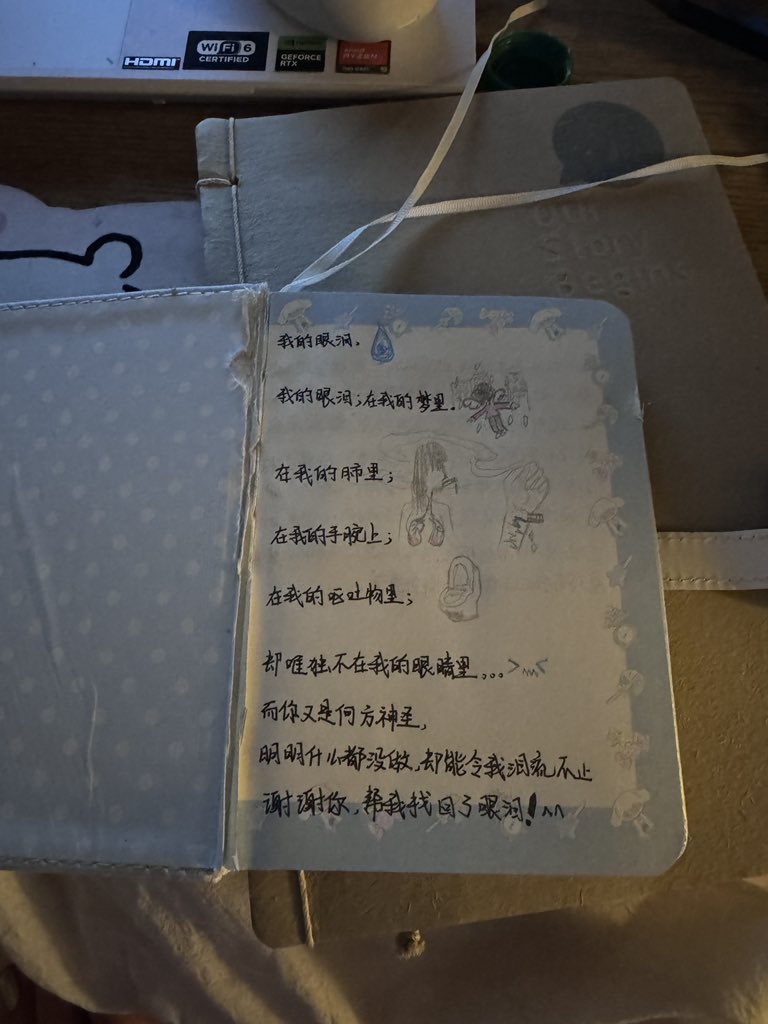 HDMI
WiFi 6
CERTIFIED
GEFORCE
RTX
RYZEN
Story
Begins
我的眼泪，
我的眼泪；在我的梦里．
在我的肺里；
在我的手腕上；
在我的呕吐物里；
却唯独不在我的眼睛里...>﹏<
而你又是何方神圣，
明明什么都没做，却能令我泪流不止
谢谢你，帮我找回了眼泪！^^